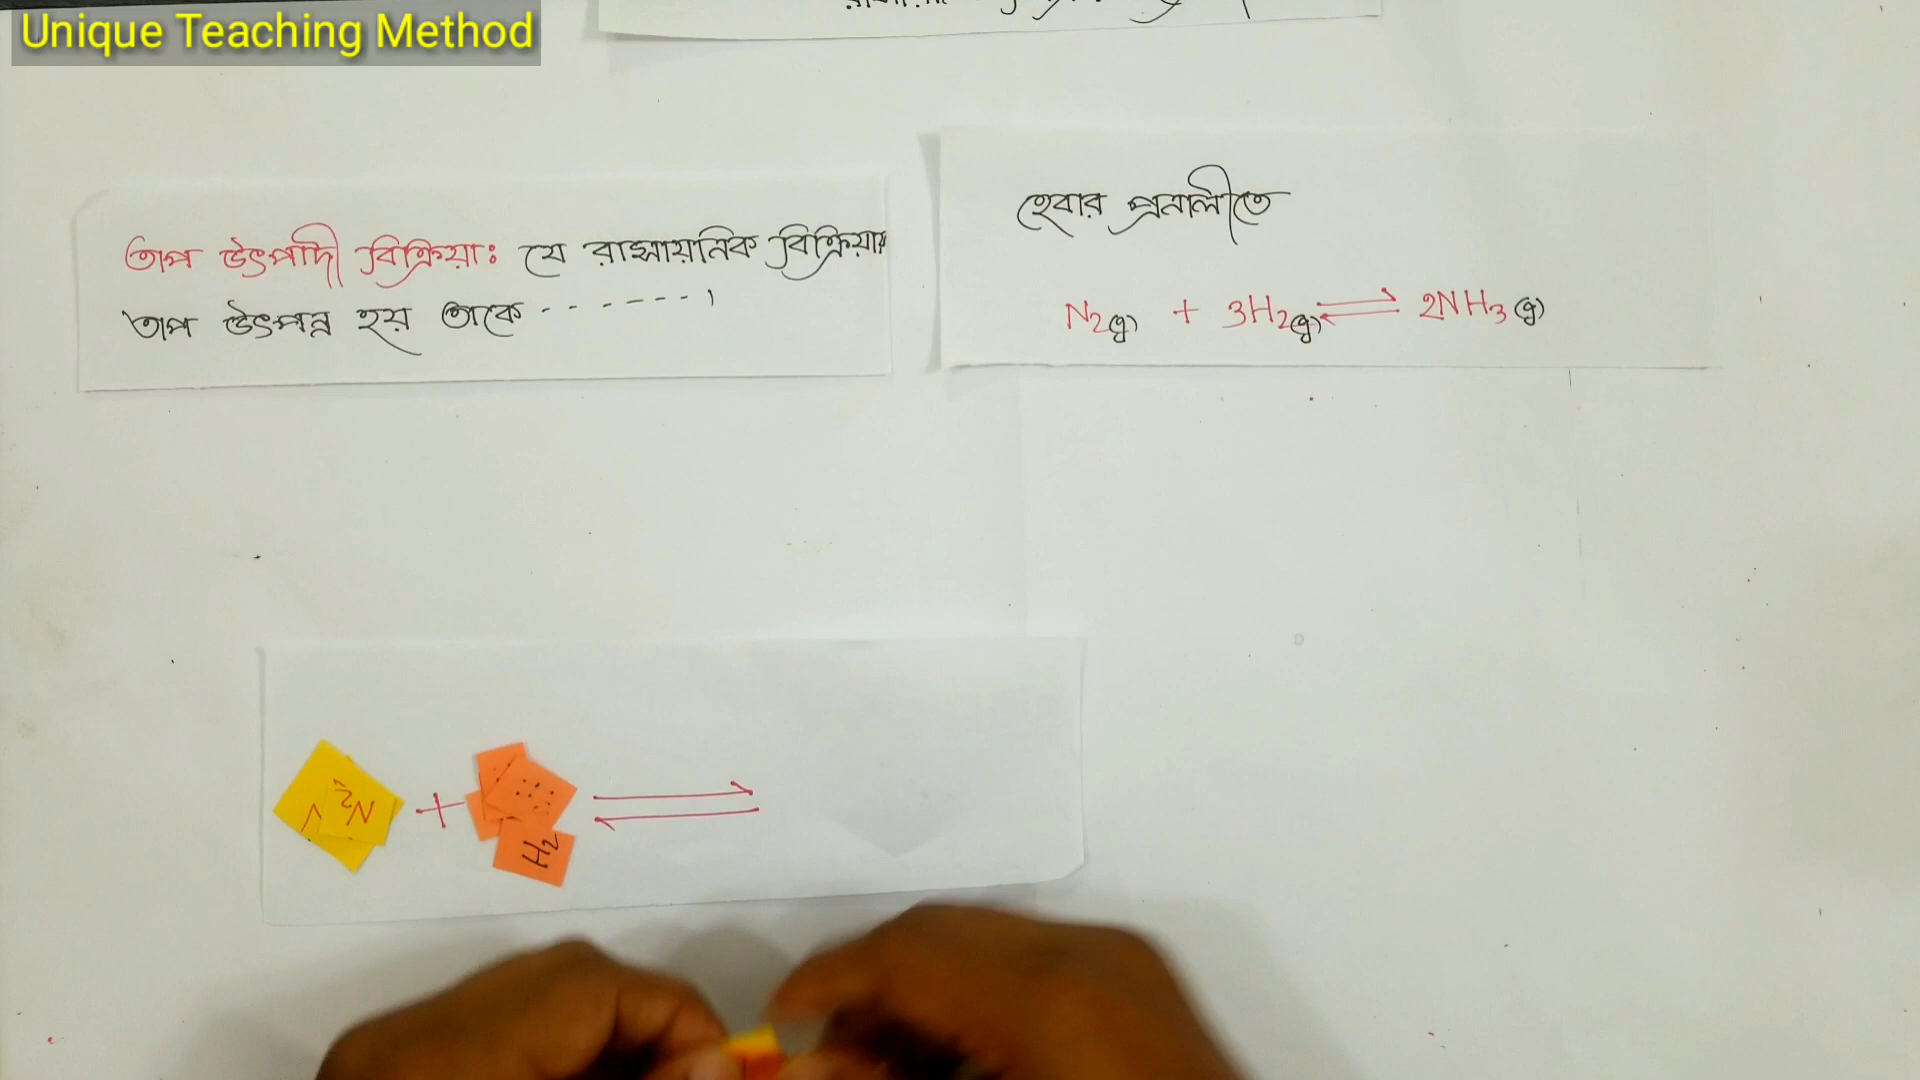 Unique Teaching Method
তাপ উৎপাদী বিক্রিয়াঃ যে রাসায়নিক বিক্রিয়ায়
তাপ উৎপন্ন হয় তাকে - - - - - - - ।
হেবার প্রনালীতে
N₂(g) + 3H₂(g) ⇌ 2NH₃(g)
N₂ + H₂ ⇌